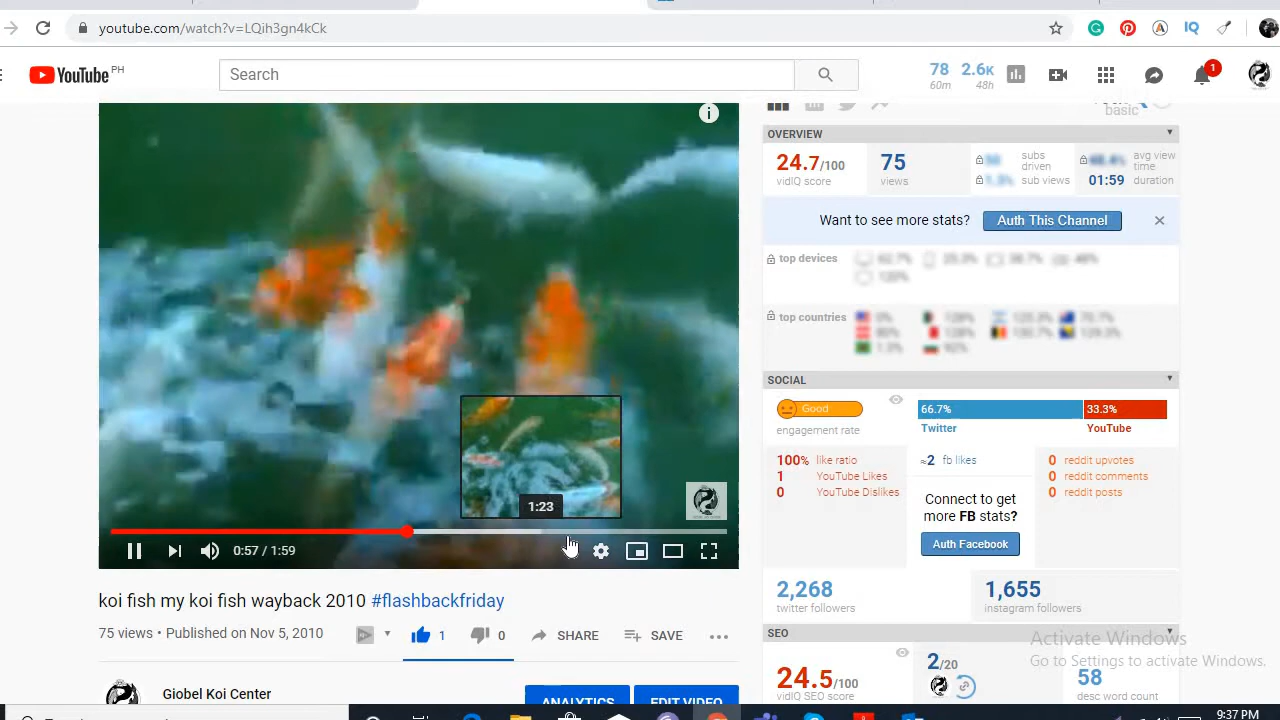 youtube.com/watch?v=LQih3gn4kCk
YouTube PH
Search
78 60m
2.6K 48h
1
basic
OVERVIEW
24.7/100
vidIQ score
75
views
subs driven
sub views
avg view time
01:59 duration
Want to see more stats? Auth This Channel
top devices
top countries
SOCIAL
Good
engagement rate
66.7% 33.3%
Twitter YouTube
100% like ratio
1 YouTube Likes
0 YouTube Dislikes
≈2 fb likes
Connect to get
more FB stats?
Auth Facebook
0 reddit upvotes
0 reddit comments
0 reddit posts
2,268
twitter followers
1,655
instagram followers
SEO
24.5/100
vidIQ SEO score
2/20
58
desc word count
Activate Windows
Go to Settings to activate Windows.
1:23
0:57 / 1:59
koi fish my koi fish wayback 2010 #flashbackfriday
75 views • Published on Nov 5, 2010
1 0 SHARE SAVE
Giobel Koi Center
ANALYTICS EDIT VIDEO
9:37 PM